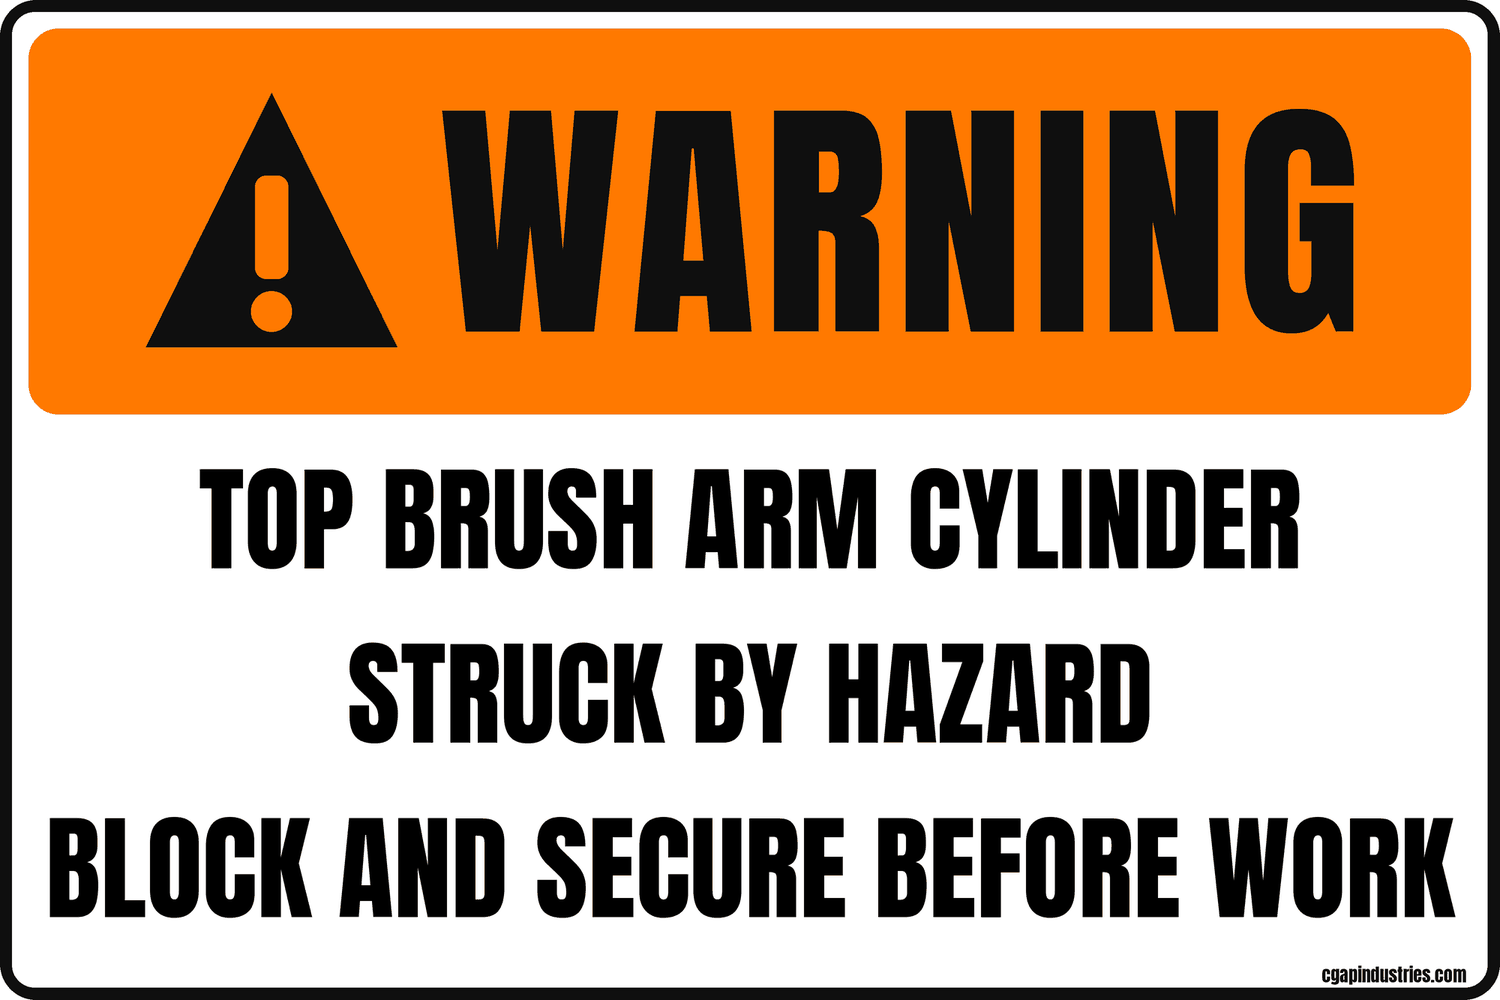 WARNING
TOP BRUSH ARM CYLINDER
STRUCK BY HAZARD
BLOCK AND SECURE BEFORE WORK
cgapindustries.com